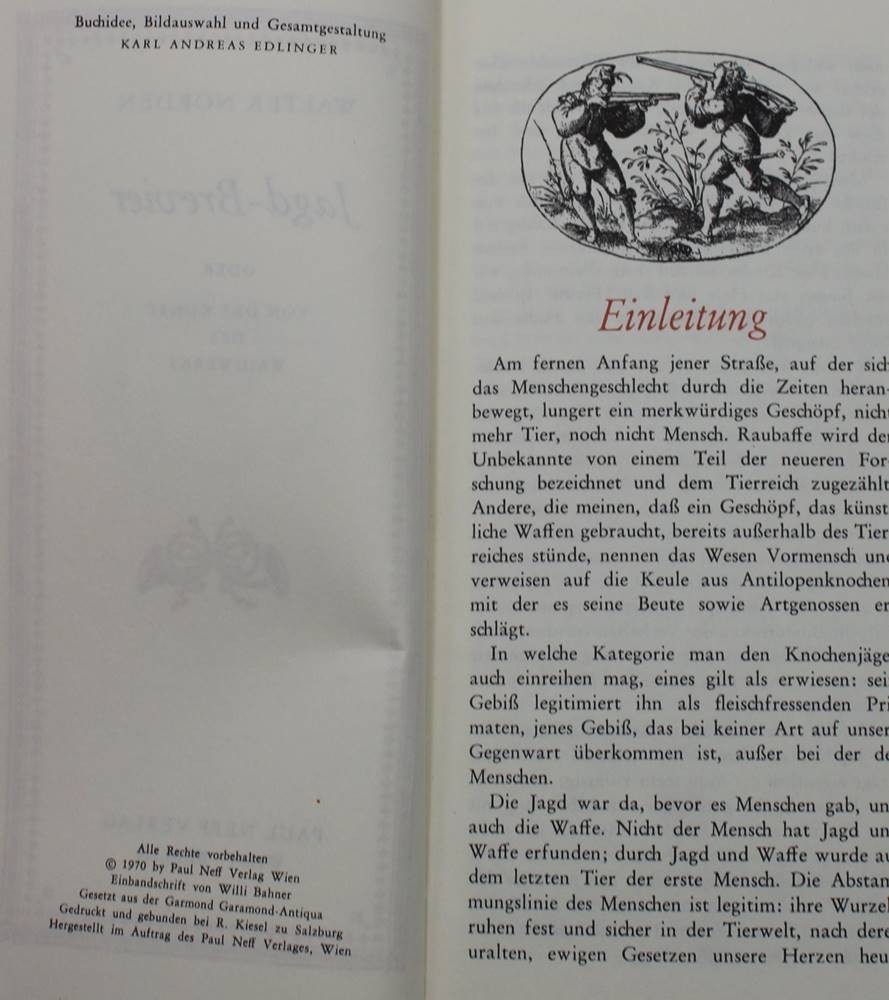 Buchidee, Bildauswahl und Gesamtgestaltung
KARL ANDREAS EDLINGER
Alle Rechte vorbehalten
© 1970 by Paul Neff Verlag Wien
Einbandschrift von Willi Bahner
Gesetzt aus der Garmond Garamond-Antiqua
Gedruckt und gebunden bei R. Kiesel zu Salzburg
Hergestellt im Auftrag des Paul Neff Verlages, Wien
Einleitung
Am fernen Anfang jener Straße, auf der sich
das Menschengeschlecht durch die Zeiten heran-
bewegt, lungert ein merkwürdiges Geschöpf, nicht
mehr Tier, noch nicht Mensch. Raubaffe wird der
Unbekannte von einem Teil der neueren For-
schung bezeichnet und dem Tierreich zugezählt
Andere, die meinen, daß ein Geschöpf, das künst-
liche Waffen gebraucht, bereits außerhalb des Tier-
reiches stünde, nennen das Wesen Vormensch und
verweisen auf die Keule aus Antilopenknochen
mit der es seine Beute sowie Artgenossen er-
schlägt.
In welche Kategorie man den Knochenjäge
auch einreihen mag, eines gilt als erwiesen: sei
Gebiß legitimiert ihn als fleischfressenden Pri-
maten, jenes Gebiß, das bei keiner Art auf unser
Gegenwart überkommen ist, außer bei der de
Menschen.
Die Jagd war da, bevor es Menschen gab, un
auch die Waffe. Nicht der Mensch hat Jagd un
Waffe erfunden; durch Jagd und Waffe wurde au
dem letzten Tier der erste Mensch. Die Abstam
mungslinie des Menschen ist legitim: ihre Wurzel
ruhen fest und sicher in der Tierwelt, nach dere
uralten, ewigen Gesetzen unsere Herzen heu